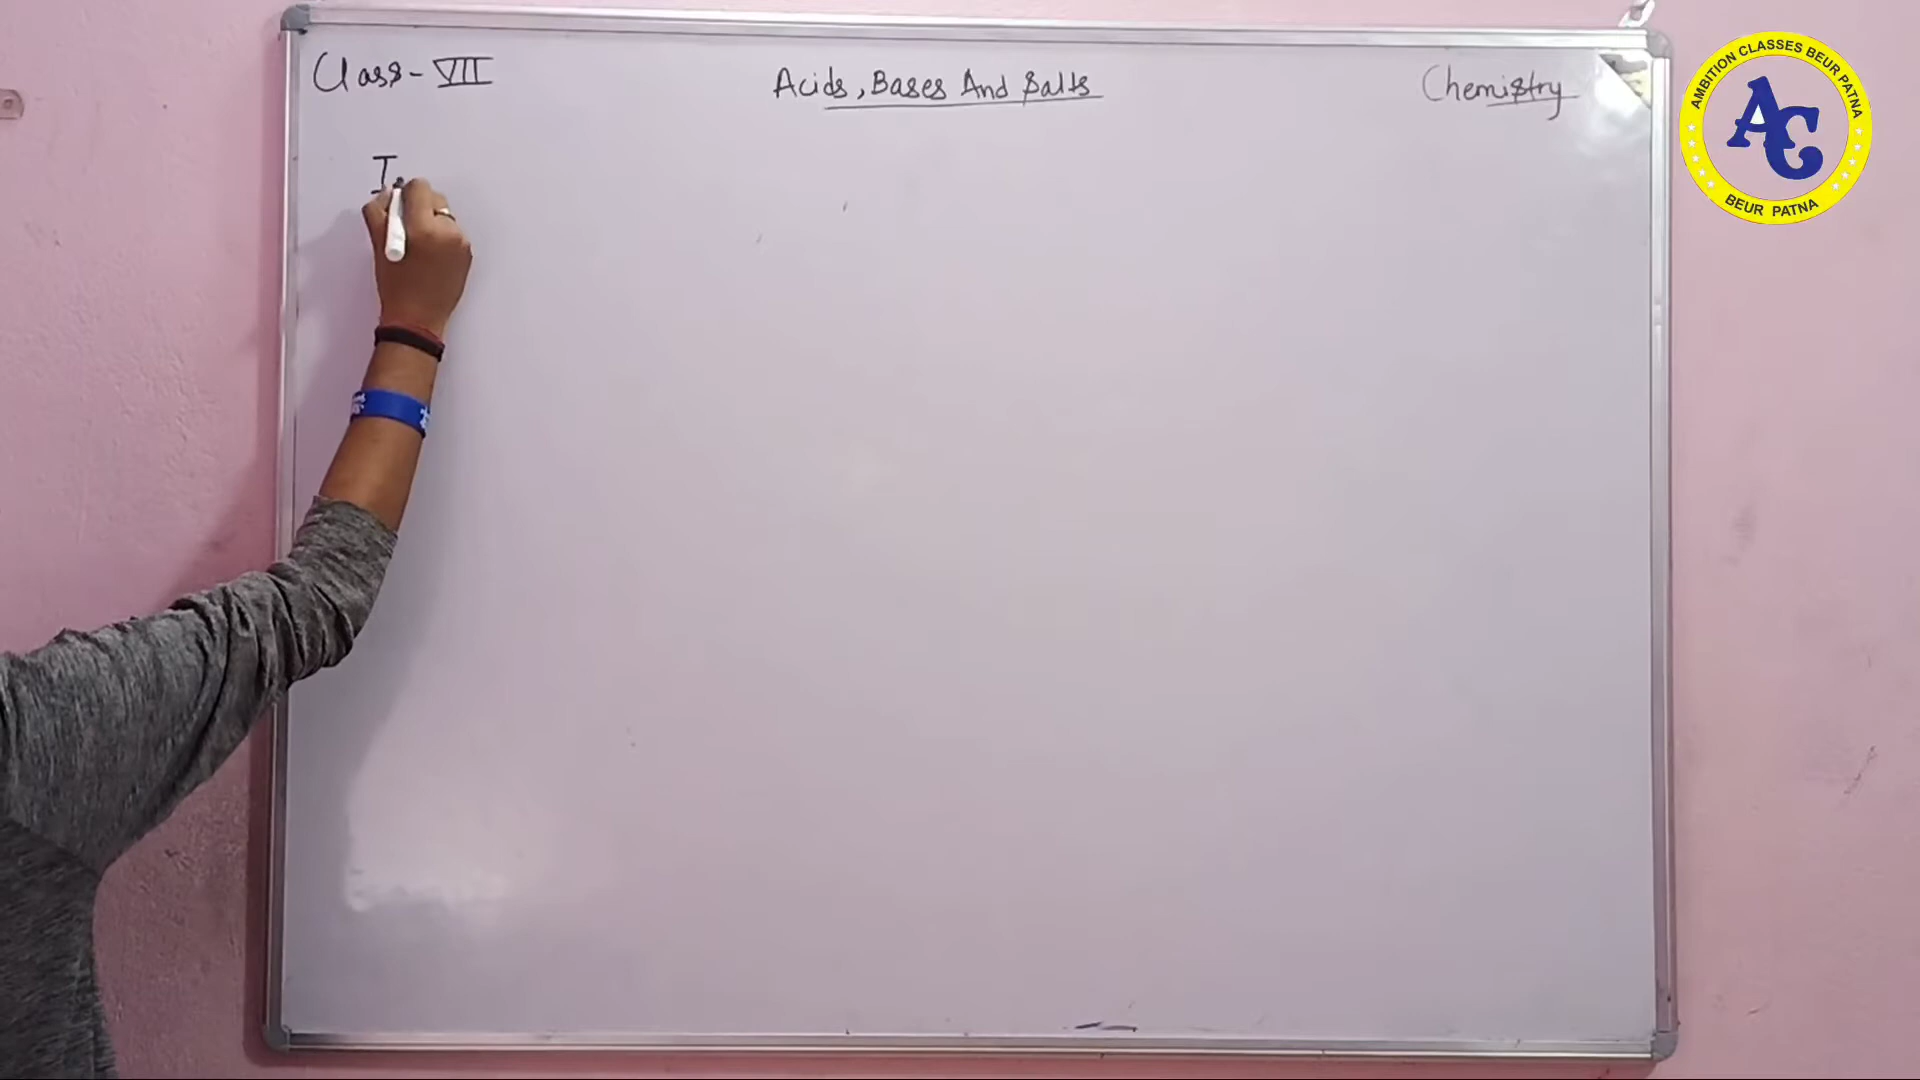 Class - VII
Acids, Bases And Salts
Chemistry
I
AMBITION CLASSES BEUR PATNA
AC
BEUR PATNA